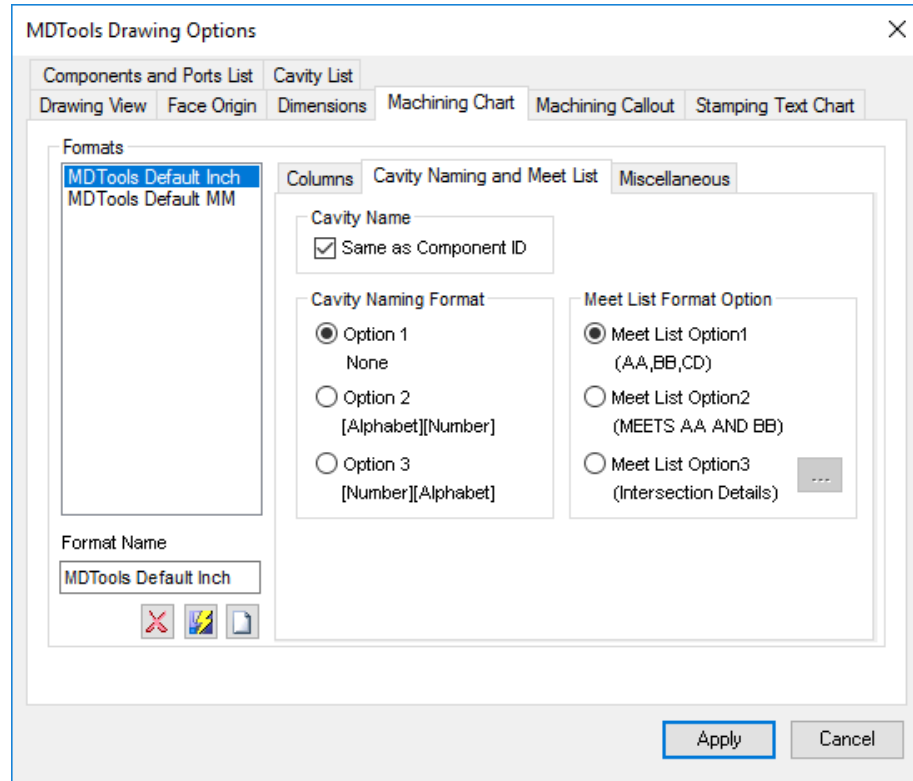 MDTools Drawing Options
Components and Ports List Cavity List
Drawing View Face Origin Dimensions Machining Chart Machining Callout Stamping Text Chart
Formats
MDTools Default Inch
MDTools Default MM
Format Name
MDTools Default Inch
Columns Cavity Naming and Meet List Miscellaneous
Cavity Name
Same as Component ID
Cavity Naming Format
Option 1
None
Option 2
[Alphabet][Number]
Option 3
[Number][Alphabet]
Meet List Format Option
Meet List Option1
(AA,BB,CD)
Meet List Option2
(MEETS AA AND BB)
Meet List Option3
(Intersection Details)
...
Apply Cancel